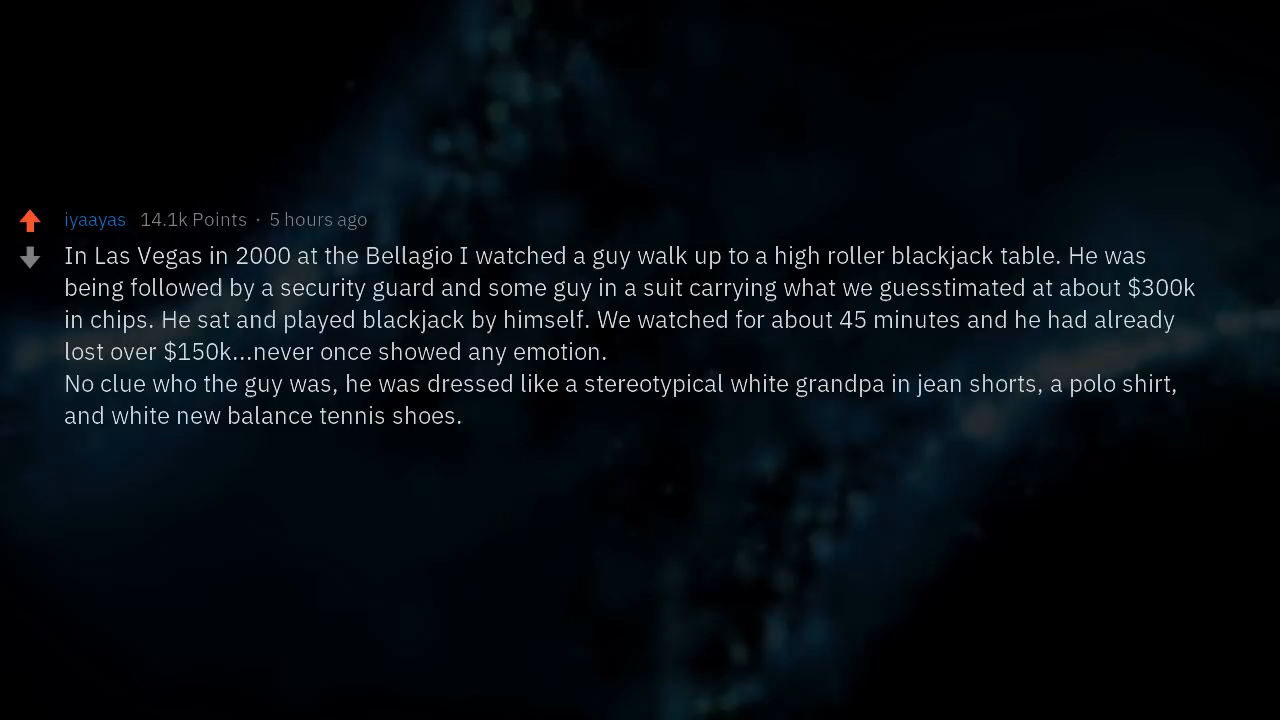 iyaayas 14.1k Points · 5 hours ago
In Las Vegas in 2000 at the Bellagio I watched a guy walk up to a high roller blackjack table. He was
being followed by a security guard and some guy in a suit carrying what we guesstimated at about $300k
in chips. He sat and played blackjack by himself. We watched for about 45 minutes and he had already
lost over $150k...never once showed any emotion.
No clue who the guy was, he was dressed like a stereotypical white grandpa in jean shorts, a polo shirt,
and white new balance tennis shoes.